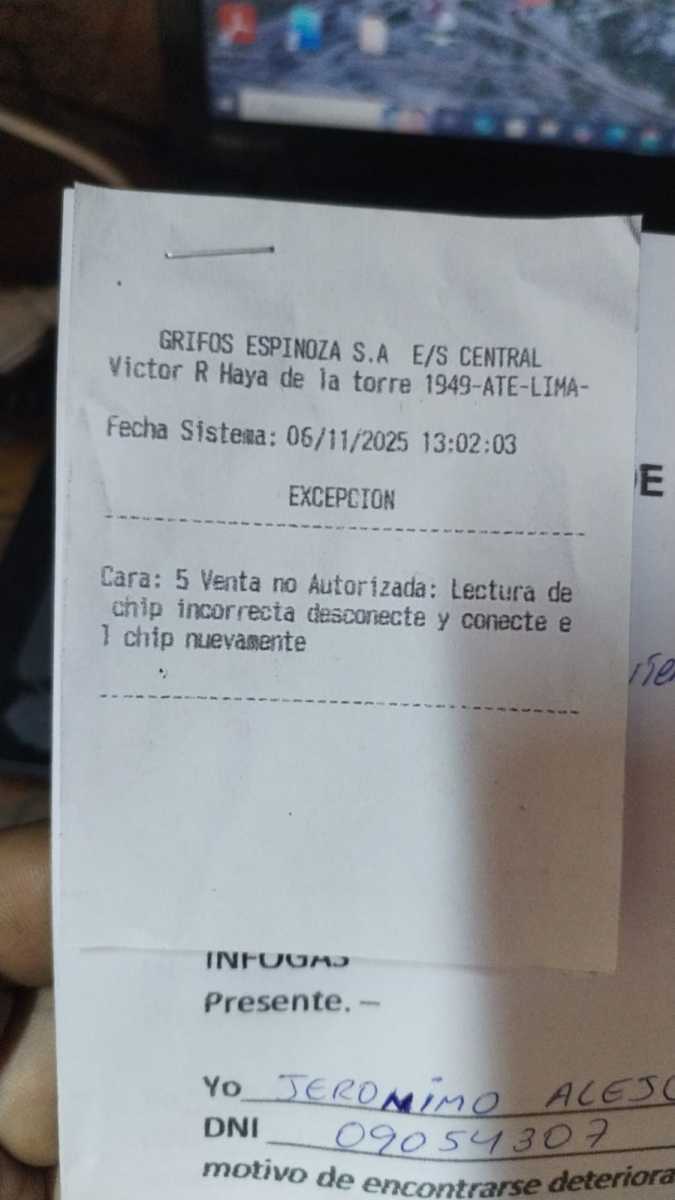 GRIFOS ESPINOZA S.A E/S CENTRAL
Victor R Haya de la torre 1949-ATE-LIMA-
Fecha Sistema: 06/11/2025 13:02:03
EXCEPCION
Cara: 5 Venta no Autorizada: Lectura de
chip incorrecta desconecte y conecte e
l chip nuevamente
E
INFOGAS
Presente. –
Yo JERONIMO ALEJO
DNI 09054307
motivo de encontrarse deteriora